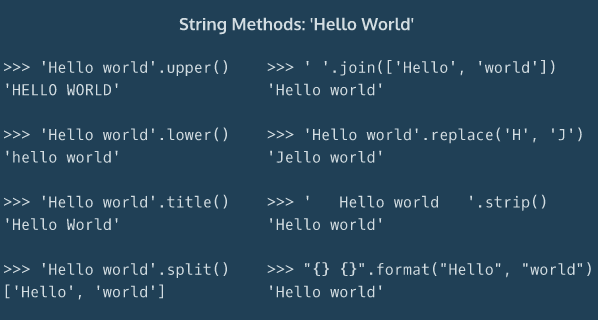 String Methods: 'Hello World'
>>> 'Hello world'.upper()
'HELLO WORLD'
>>> 'Hello world'.lower()
'hello world'
>>> 'Hello world'.title()
'Hello World'
>>> 'Hello world'.split()
['Hello', 'world']
>>> ' '.join(['Hello', 'world'])
'Hello world'
>>> 'Hello world'.replace('H', 'J')
'Jello world'
>>> '   Hello world   '.strip()
'Hello world'
>>> "{} {}".format("Hello", "world")
'Hello world'